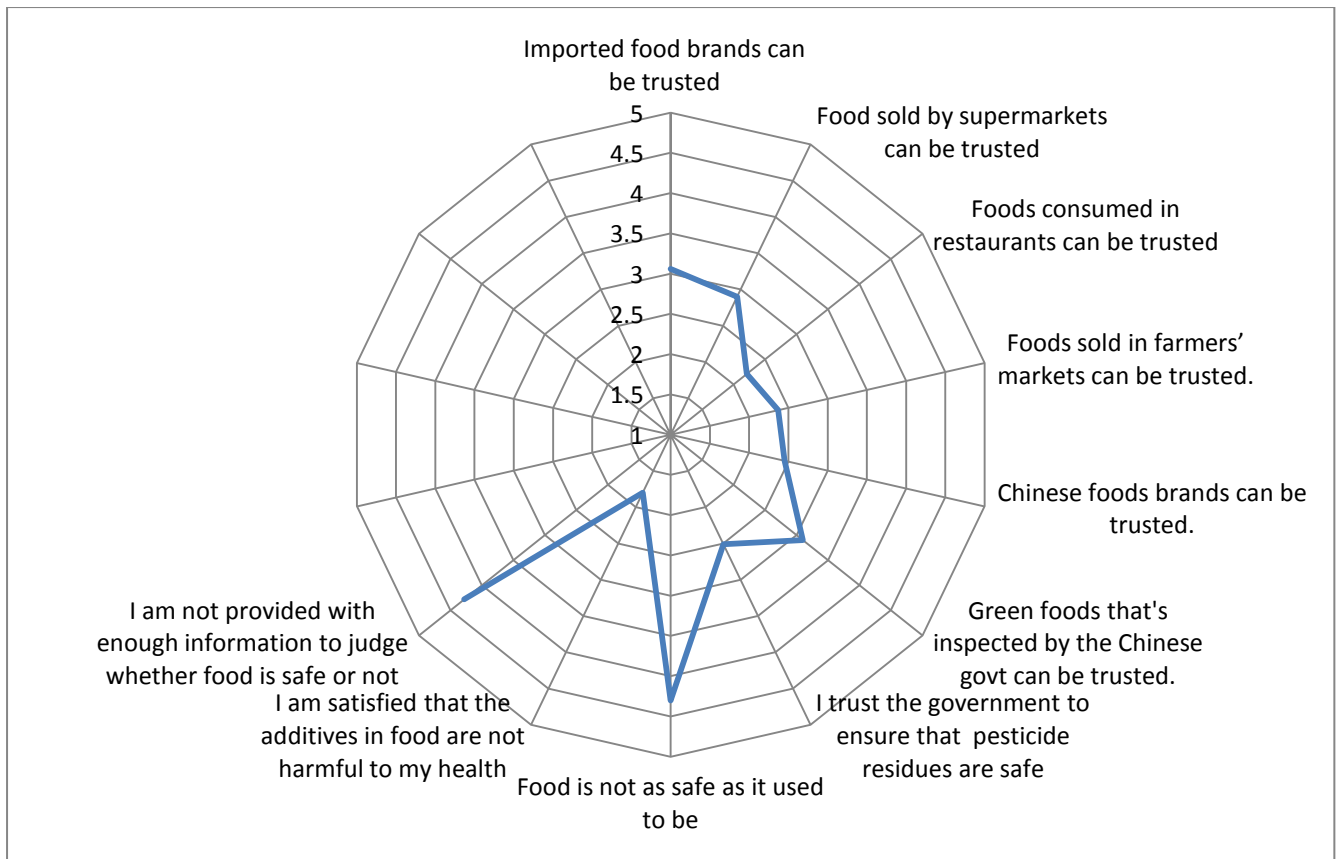 Imported food brands can
be trusted
5
4.5
4
3.5
3
2.5
2
1.5
1
Food sold by supermarkets
can be trusted
Foods consumed in
restaurants can be trusted
Foods sold in farmers’
markets can be trusted.
Chinese foods brands can be
trusted.
Green foods that's
inspected by the Chinese
govt can be trusted.
I trust the government to
ensure that pesticide
residues are safe
Food is not as safe as it used
to be
I am satisfied that the
additives in food are not
harmful to my health
I am not provided with
enough information to judge
whether food is safe or not